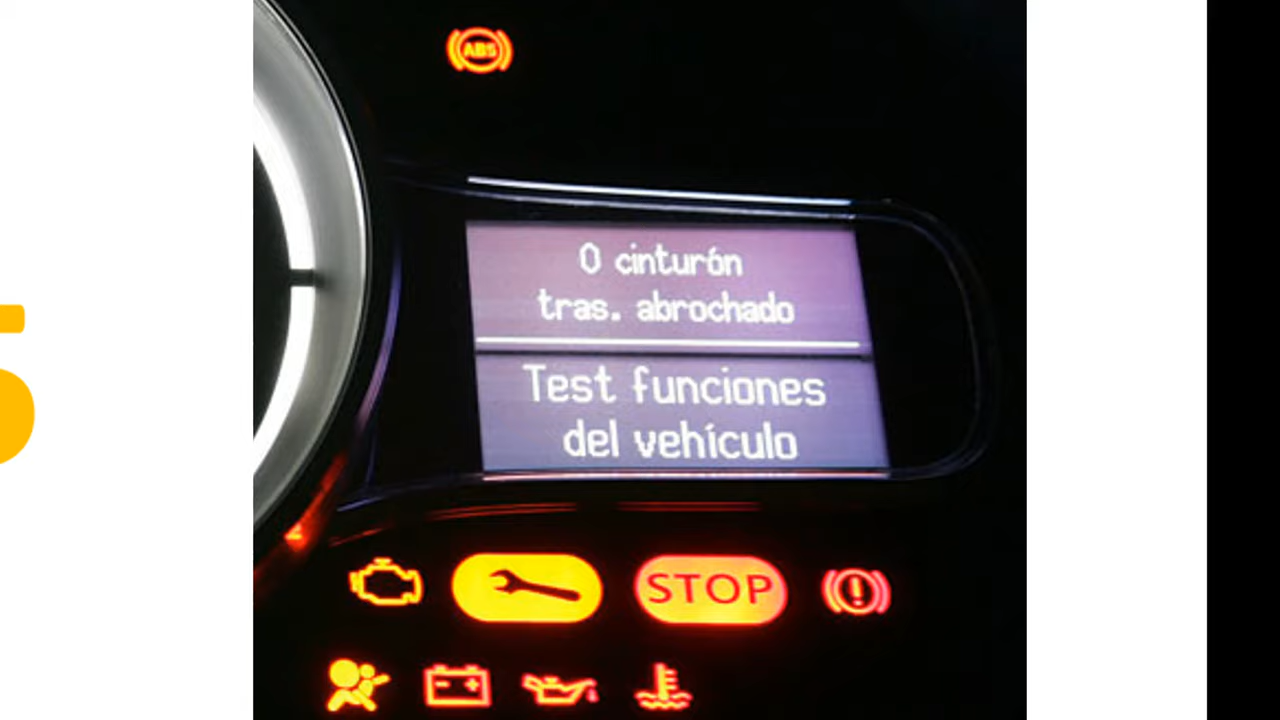 ABS
0 cinturón
tras. abrochado
Test funciones
del vehículo
STOP